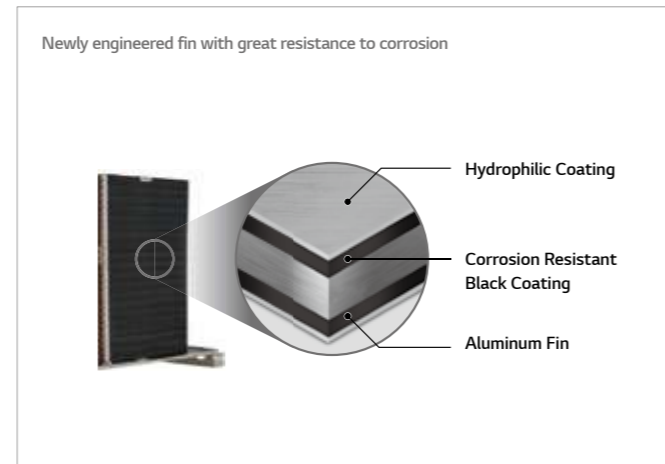 Newly engineered fin with great resistance to corrosion
Hydrophilic Coating
Corrosion Resistant
Black Coating
Aluminum Fin